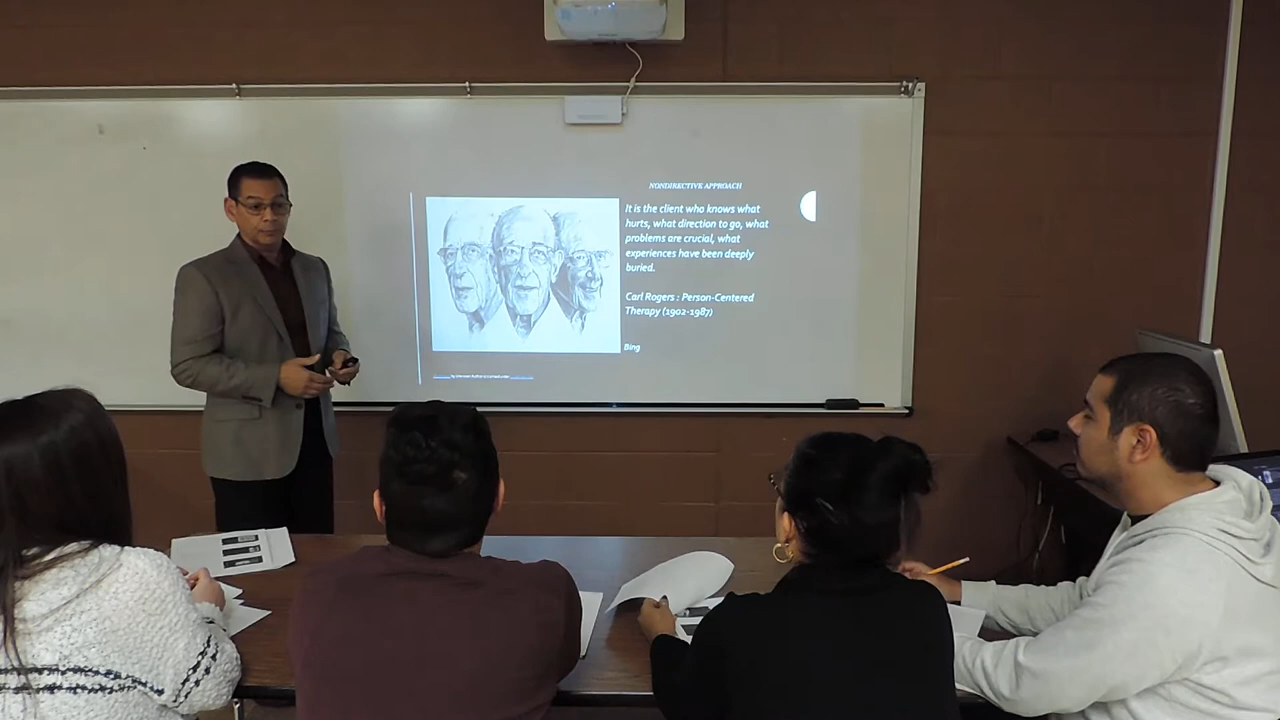 NONDIRECTIVE APPROACH
It is the client who knows what
hurts, what direction to go, what
problems are crucial, what
experiences have been deeply
buried.
Carl Rogers : Person-Centered
Therapy (1902-1987)
Bing